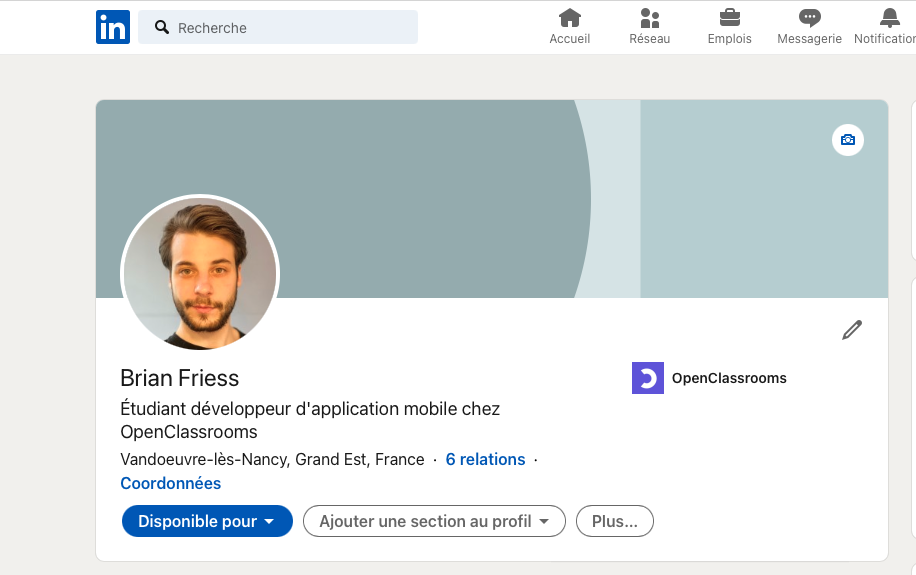 in
Recherche
Accueil
Réseau
Emplois
Messagerie
Notification
Brian Friess
OpenClassrooms
Étudiant développeur d'application mobile chez
OpenClassrooms
Vandoeuvre-lès-Nancy, Grand Est, France · 6 relations ·
Coordonnées
Disponible pour
Ajouter une section au profil
Plus...